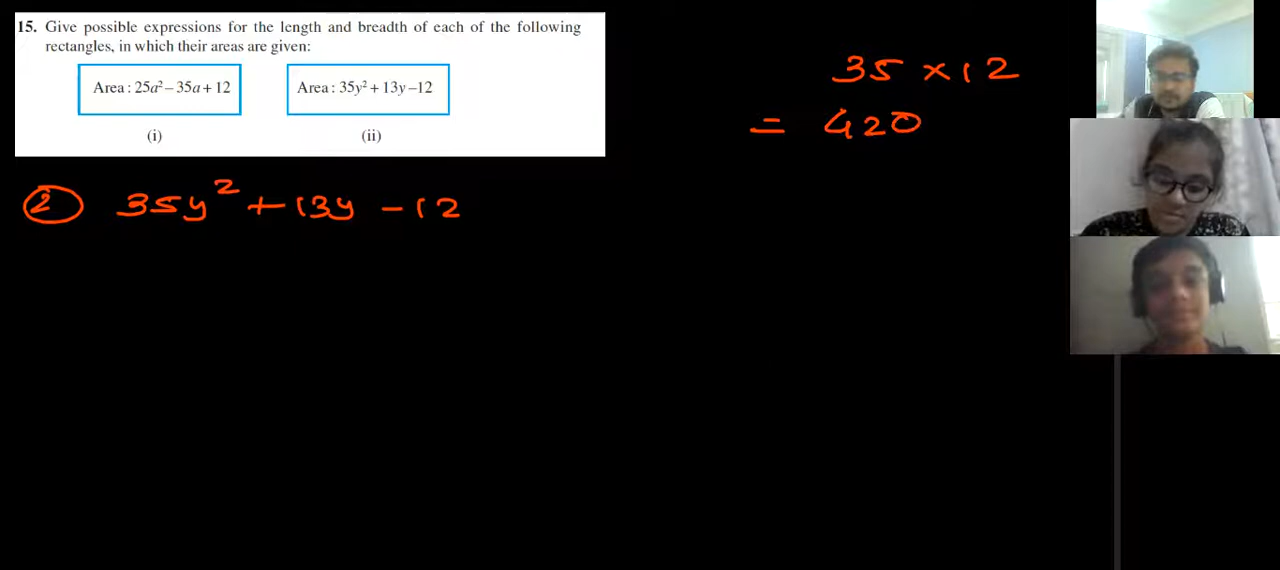 15. Give possible expressions for the length and breadth of each of the following
rectangles, in which their areas are given:
Area : 25a² – 35a + 12
Area : 35y² + 13y –12
(i)
(ii)
35 × 12
= 420
② 35y² + 13y - 12